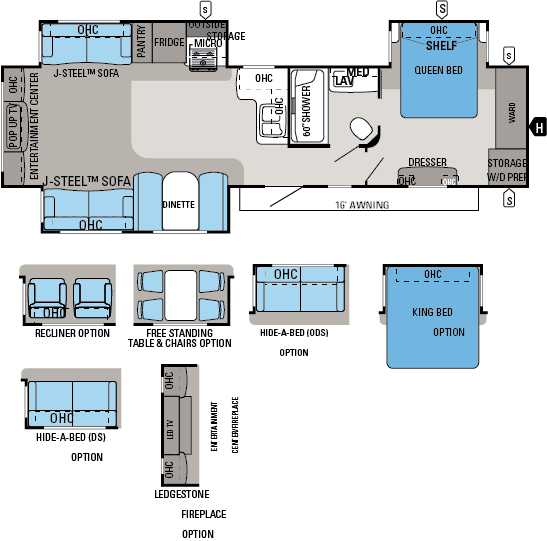 S
S
OHC
PANTRY
FRIDGE
OUTSIDE
STORAGE
MICRO
SHELF
S
OHC
J-STEEL™ SOFA
OHC
MED
LAV
QUEEN BED
POP UP TV
ENTERTAINMENT CENTER
OHC
60" SHOWER
WARD
H
OHC
J-STEEL™ SOFA
DRESSER
OHC
OHC
STORAGE
W/D PREP
DINETTE
16' AWNING
S
OHC
OHC
OHC
OHC
RECLINER OPTION
FREE STANDING
TABLE & CHAIRS OPTION
HIDE-A-BED (ODS)
OPTION
KING BED
OPTION
OHC
HIDE-A-BED (DS)
OPTION
OHC
LED TV
OHC
ENTERTAINMENT
CENTER/FIREPLACE
LEDGESTONE
FIREPLACE
OPTION